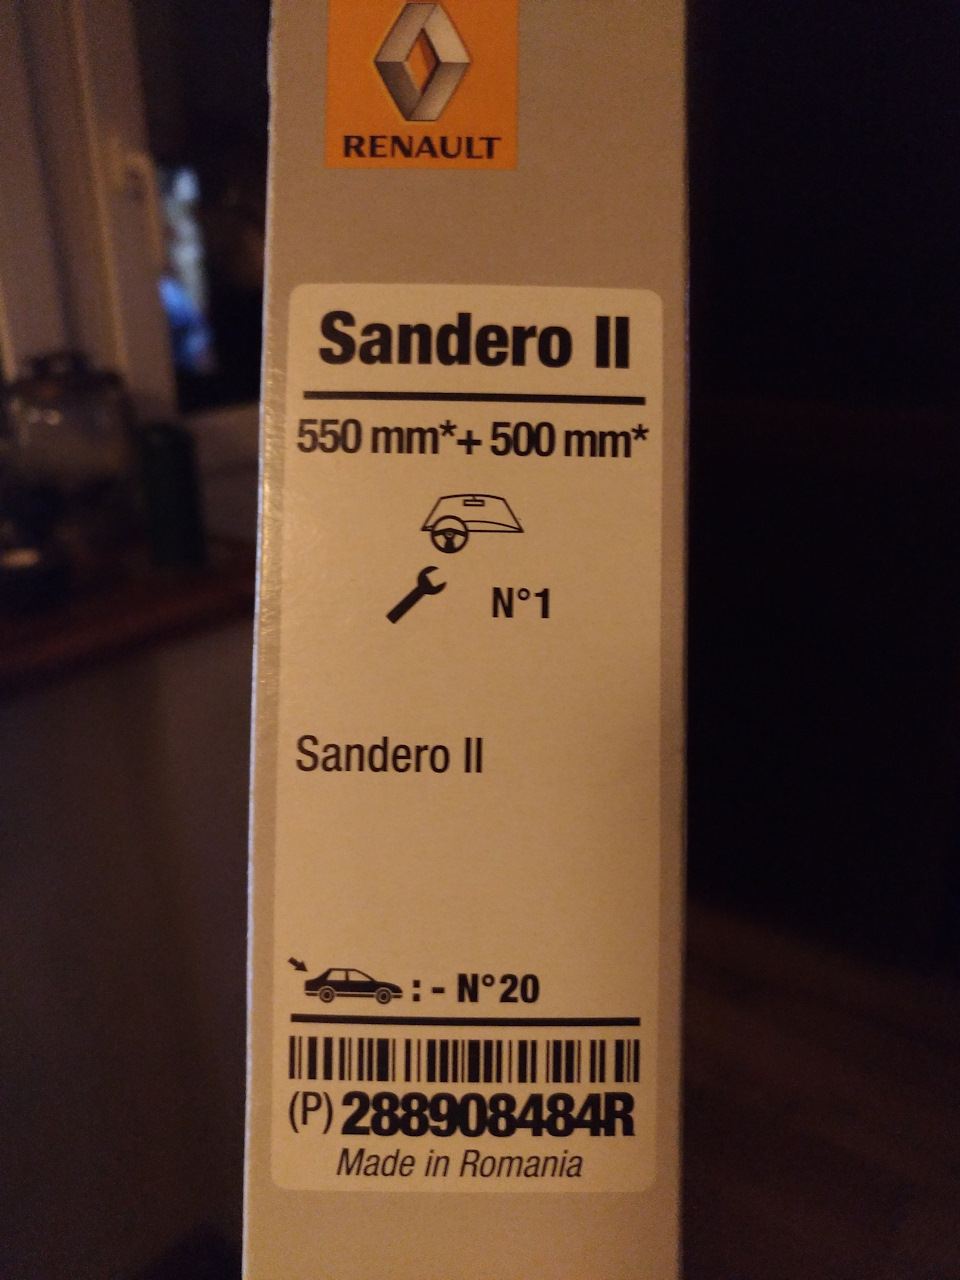 RENAULT
Sandero II
550 mm*+ 500 mm*
N°1
Sandero II
: - N°20
(P) 288908484R
Made in Romania